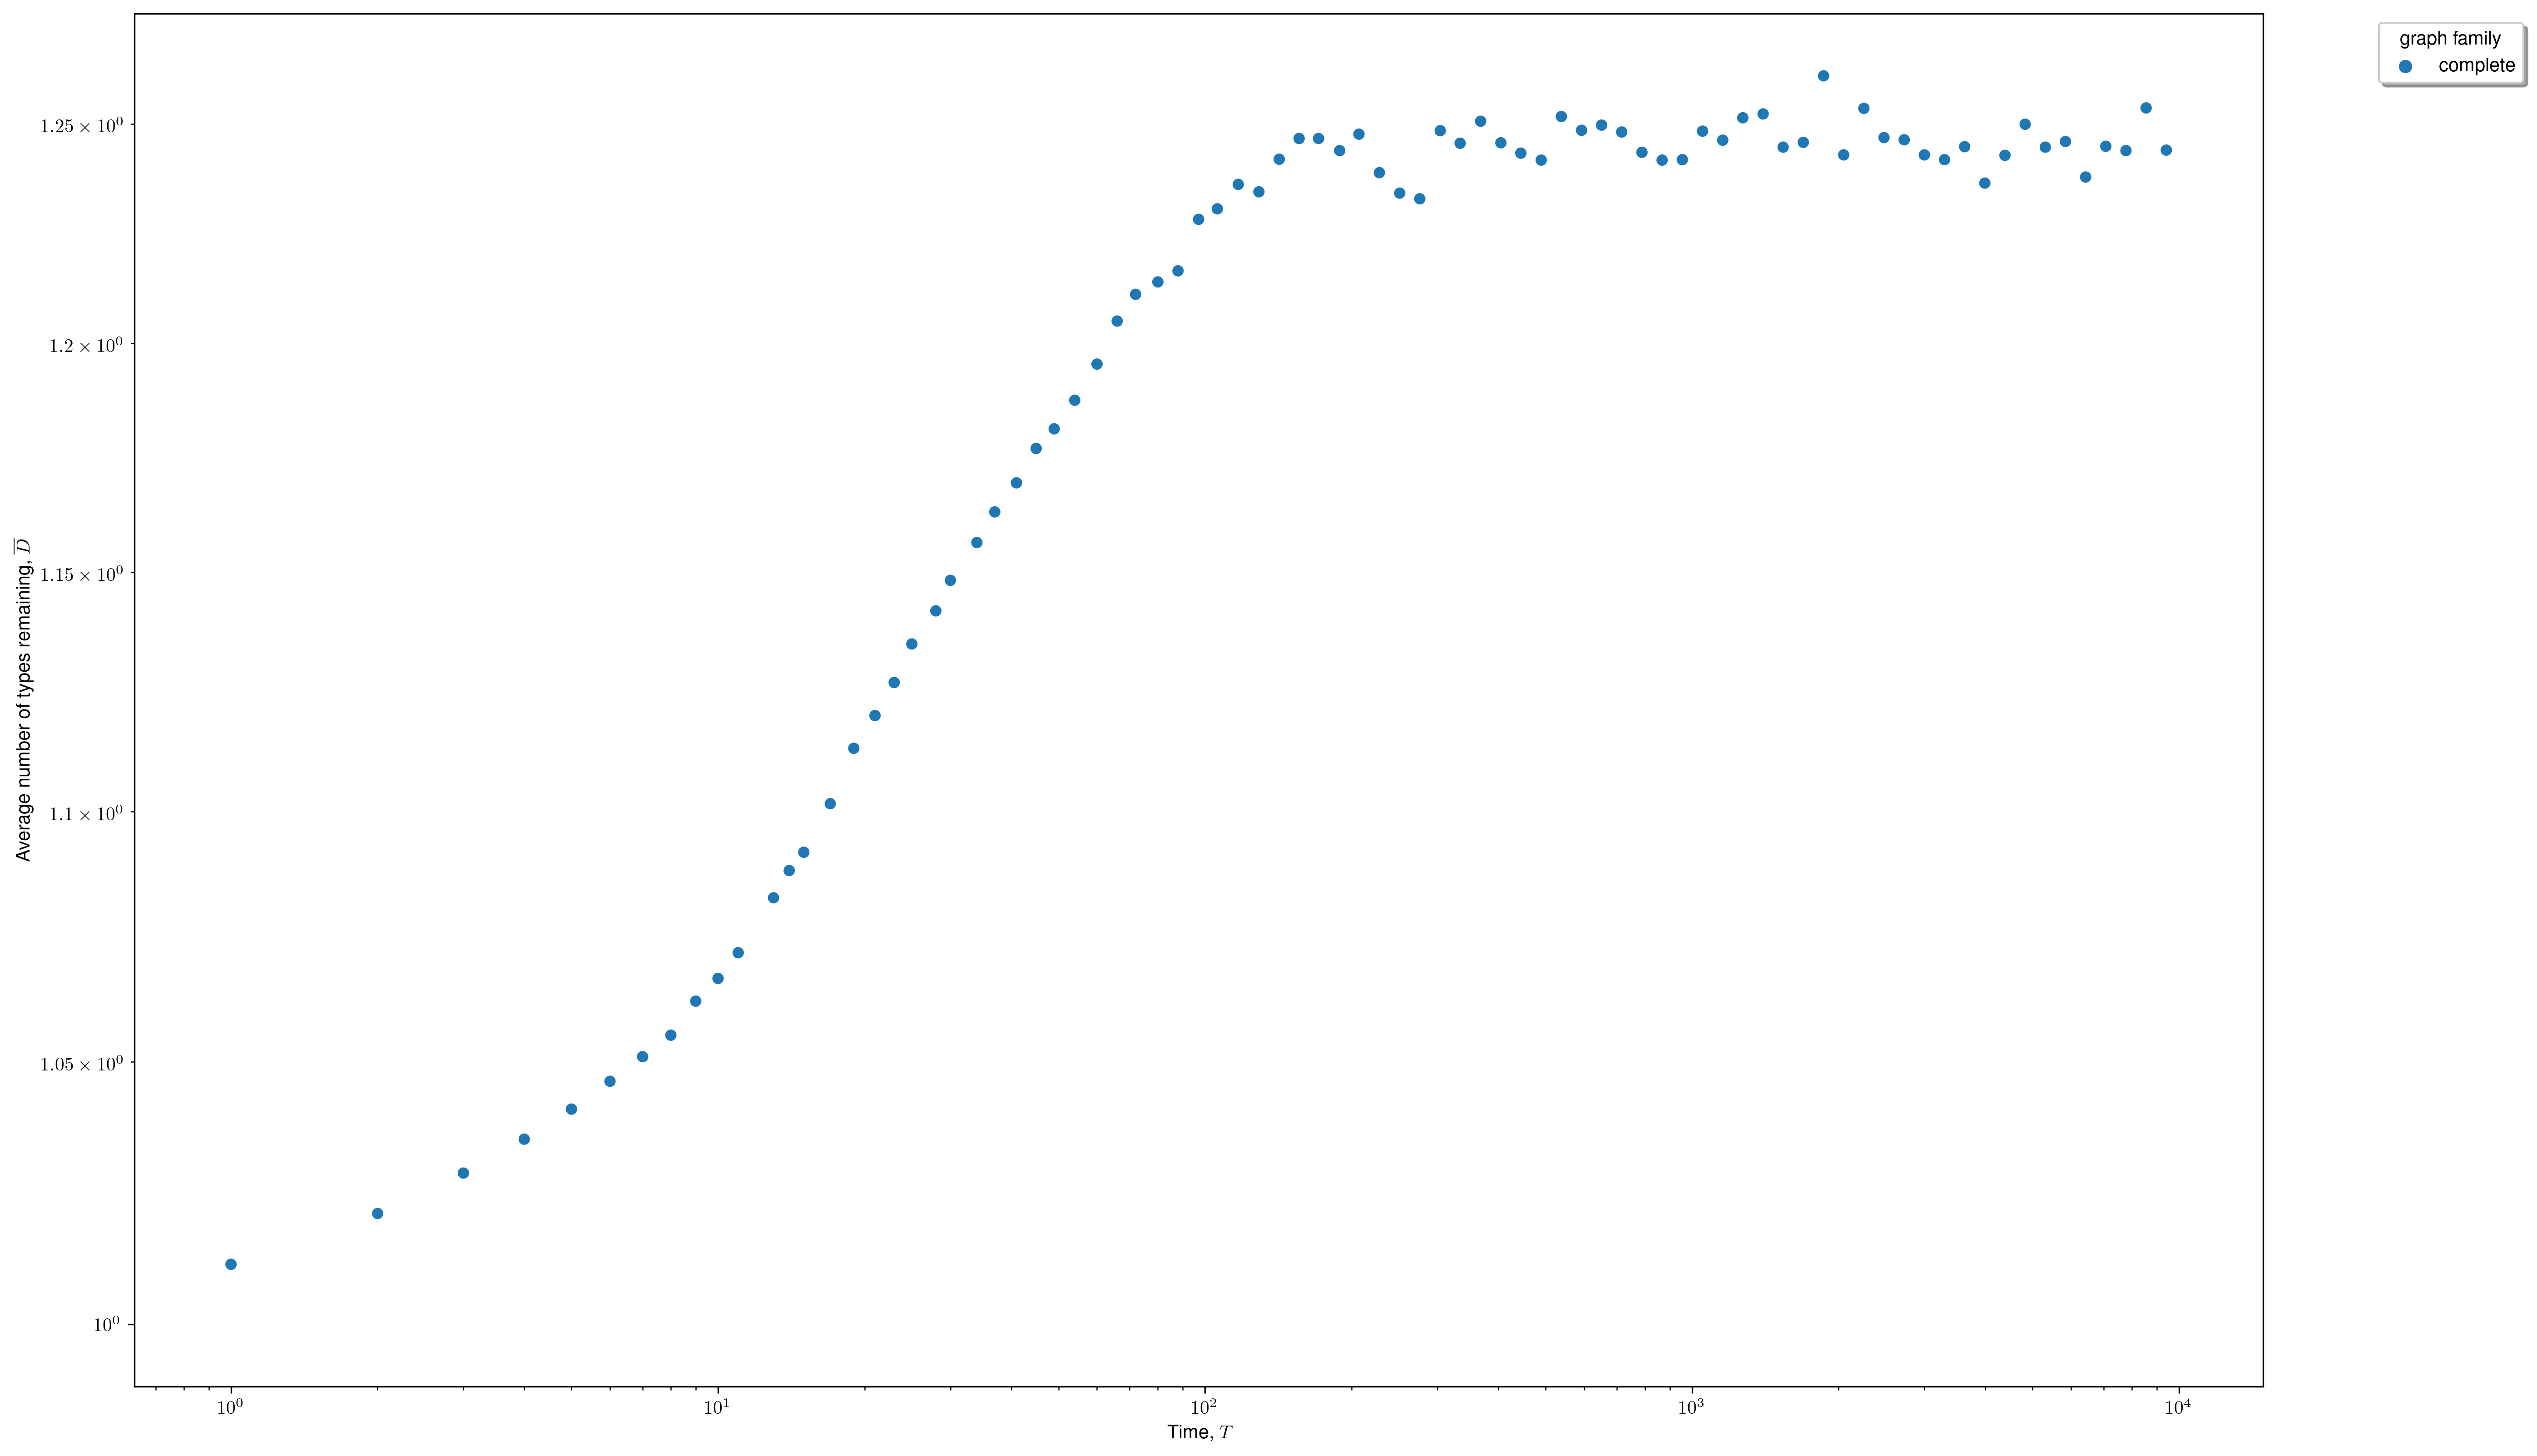 graph family
complete
1.25 × 10⁰
1.2 × 10⁰
1.15 × 10⁰
1.1 × 10⁰
1.05 × 10⁰
10⁰
Average number of types remaining, D̅
10⁰
10¹
10²
10³
10⁴
Time, T